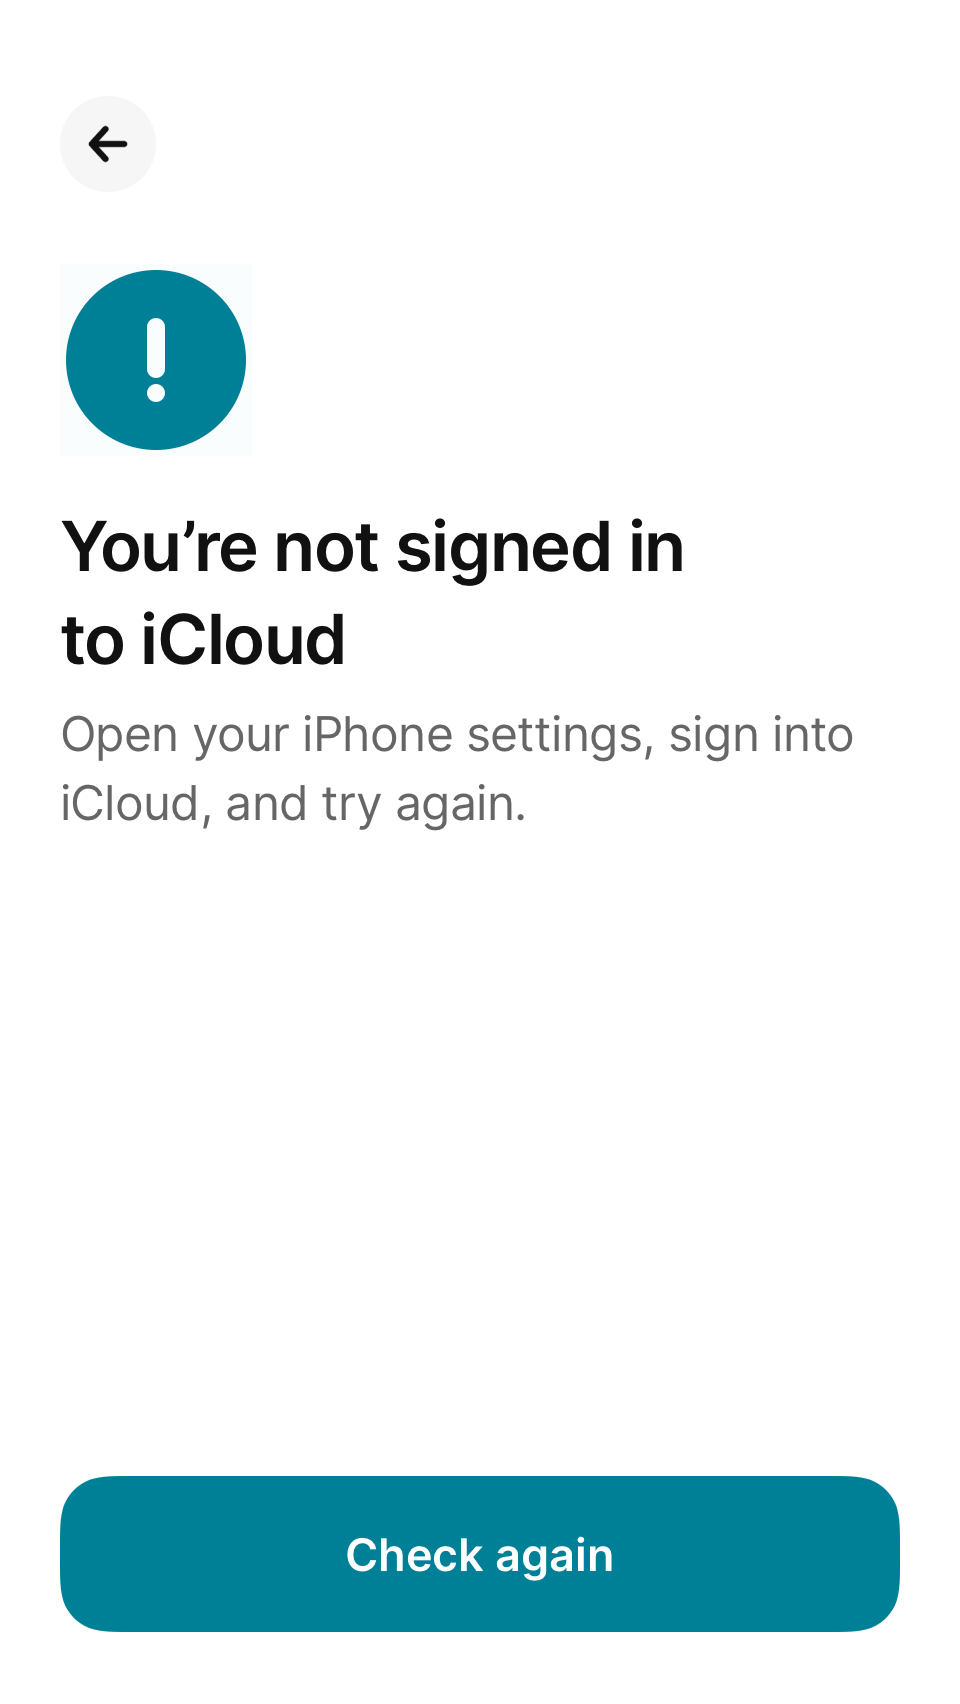 You’re not signed in
to iCloud
Open your iPhone settings, sign into
iCloud, and try again.
Check again